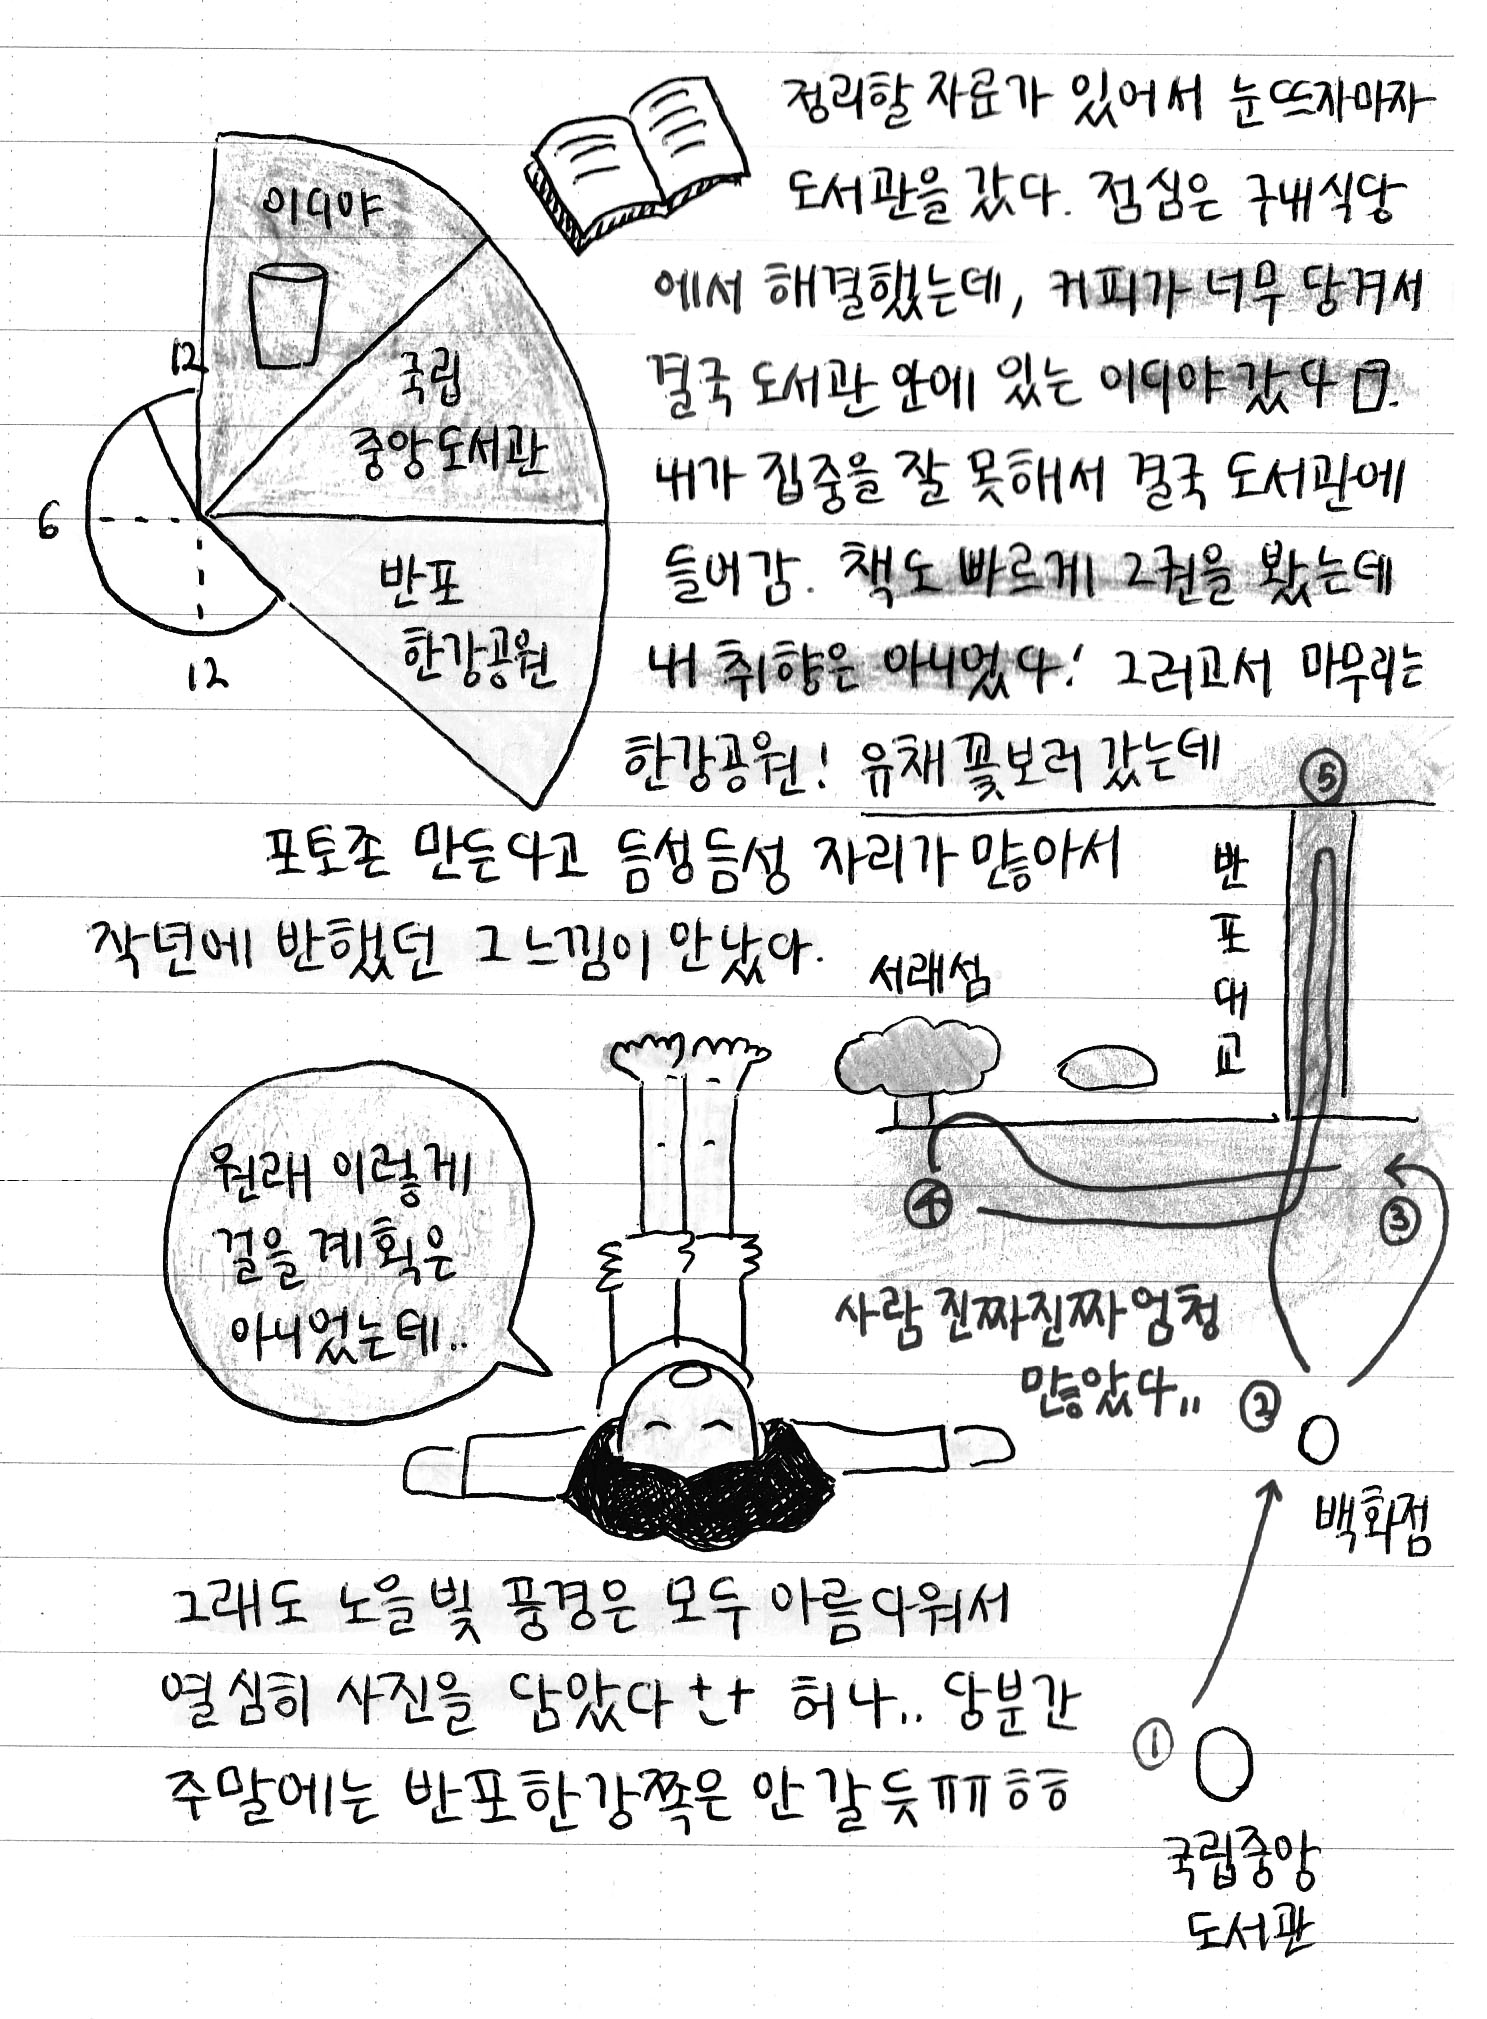 정리할 자료가 있어서 눈뜨자마자
도서관을 갔다. 점심은 구내식당
에서 해결했는데, 커피가 너무 당겨서
결국 도서관 안에 있는 이디야 갔다
내가 집중을 잘 못해서 결국 도서관에
들어감. 책도 빠르게 2권을 봤는데
내 취향은 아니었다! 그러고서 마무리는
한강공원! 유채꽃보러 갔는데
포토존 만든다고 듬성듬성 자리가 많아서
작년에 반했던 그 느낌이 안났다.
이디야
국립
중앙도서관
반포
한강공원
12
6
12
⑤
반
포
대
교
서래섬
④
③
사람 진짜진짜 엄청
많았다..
②
백화점
①
국립중앙
도서관
원래 이렇게
걸을 계획은
아니었는데..
그래도 노을빛 풍경은 모두 아름다워서
열심히 사진을 담았다 ㅎㅎ 허나.. 당분간
주말에는 반포한강쪽은 안 갈듯ㅠㅠㅎㅎ